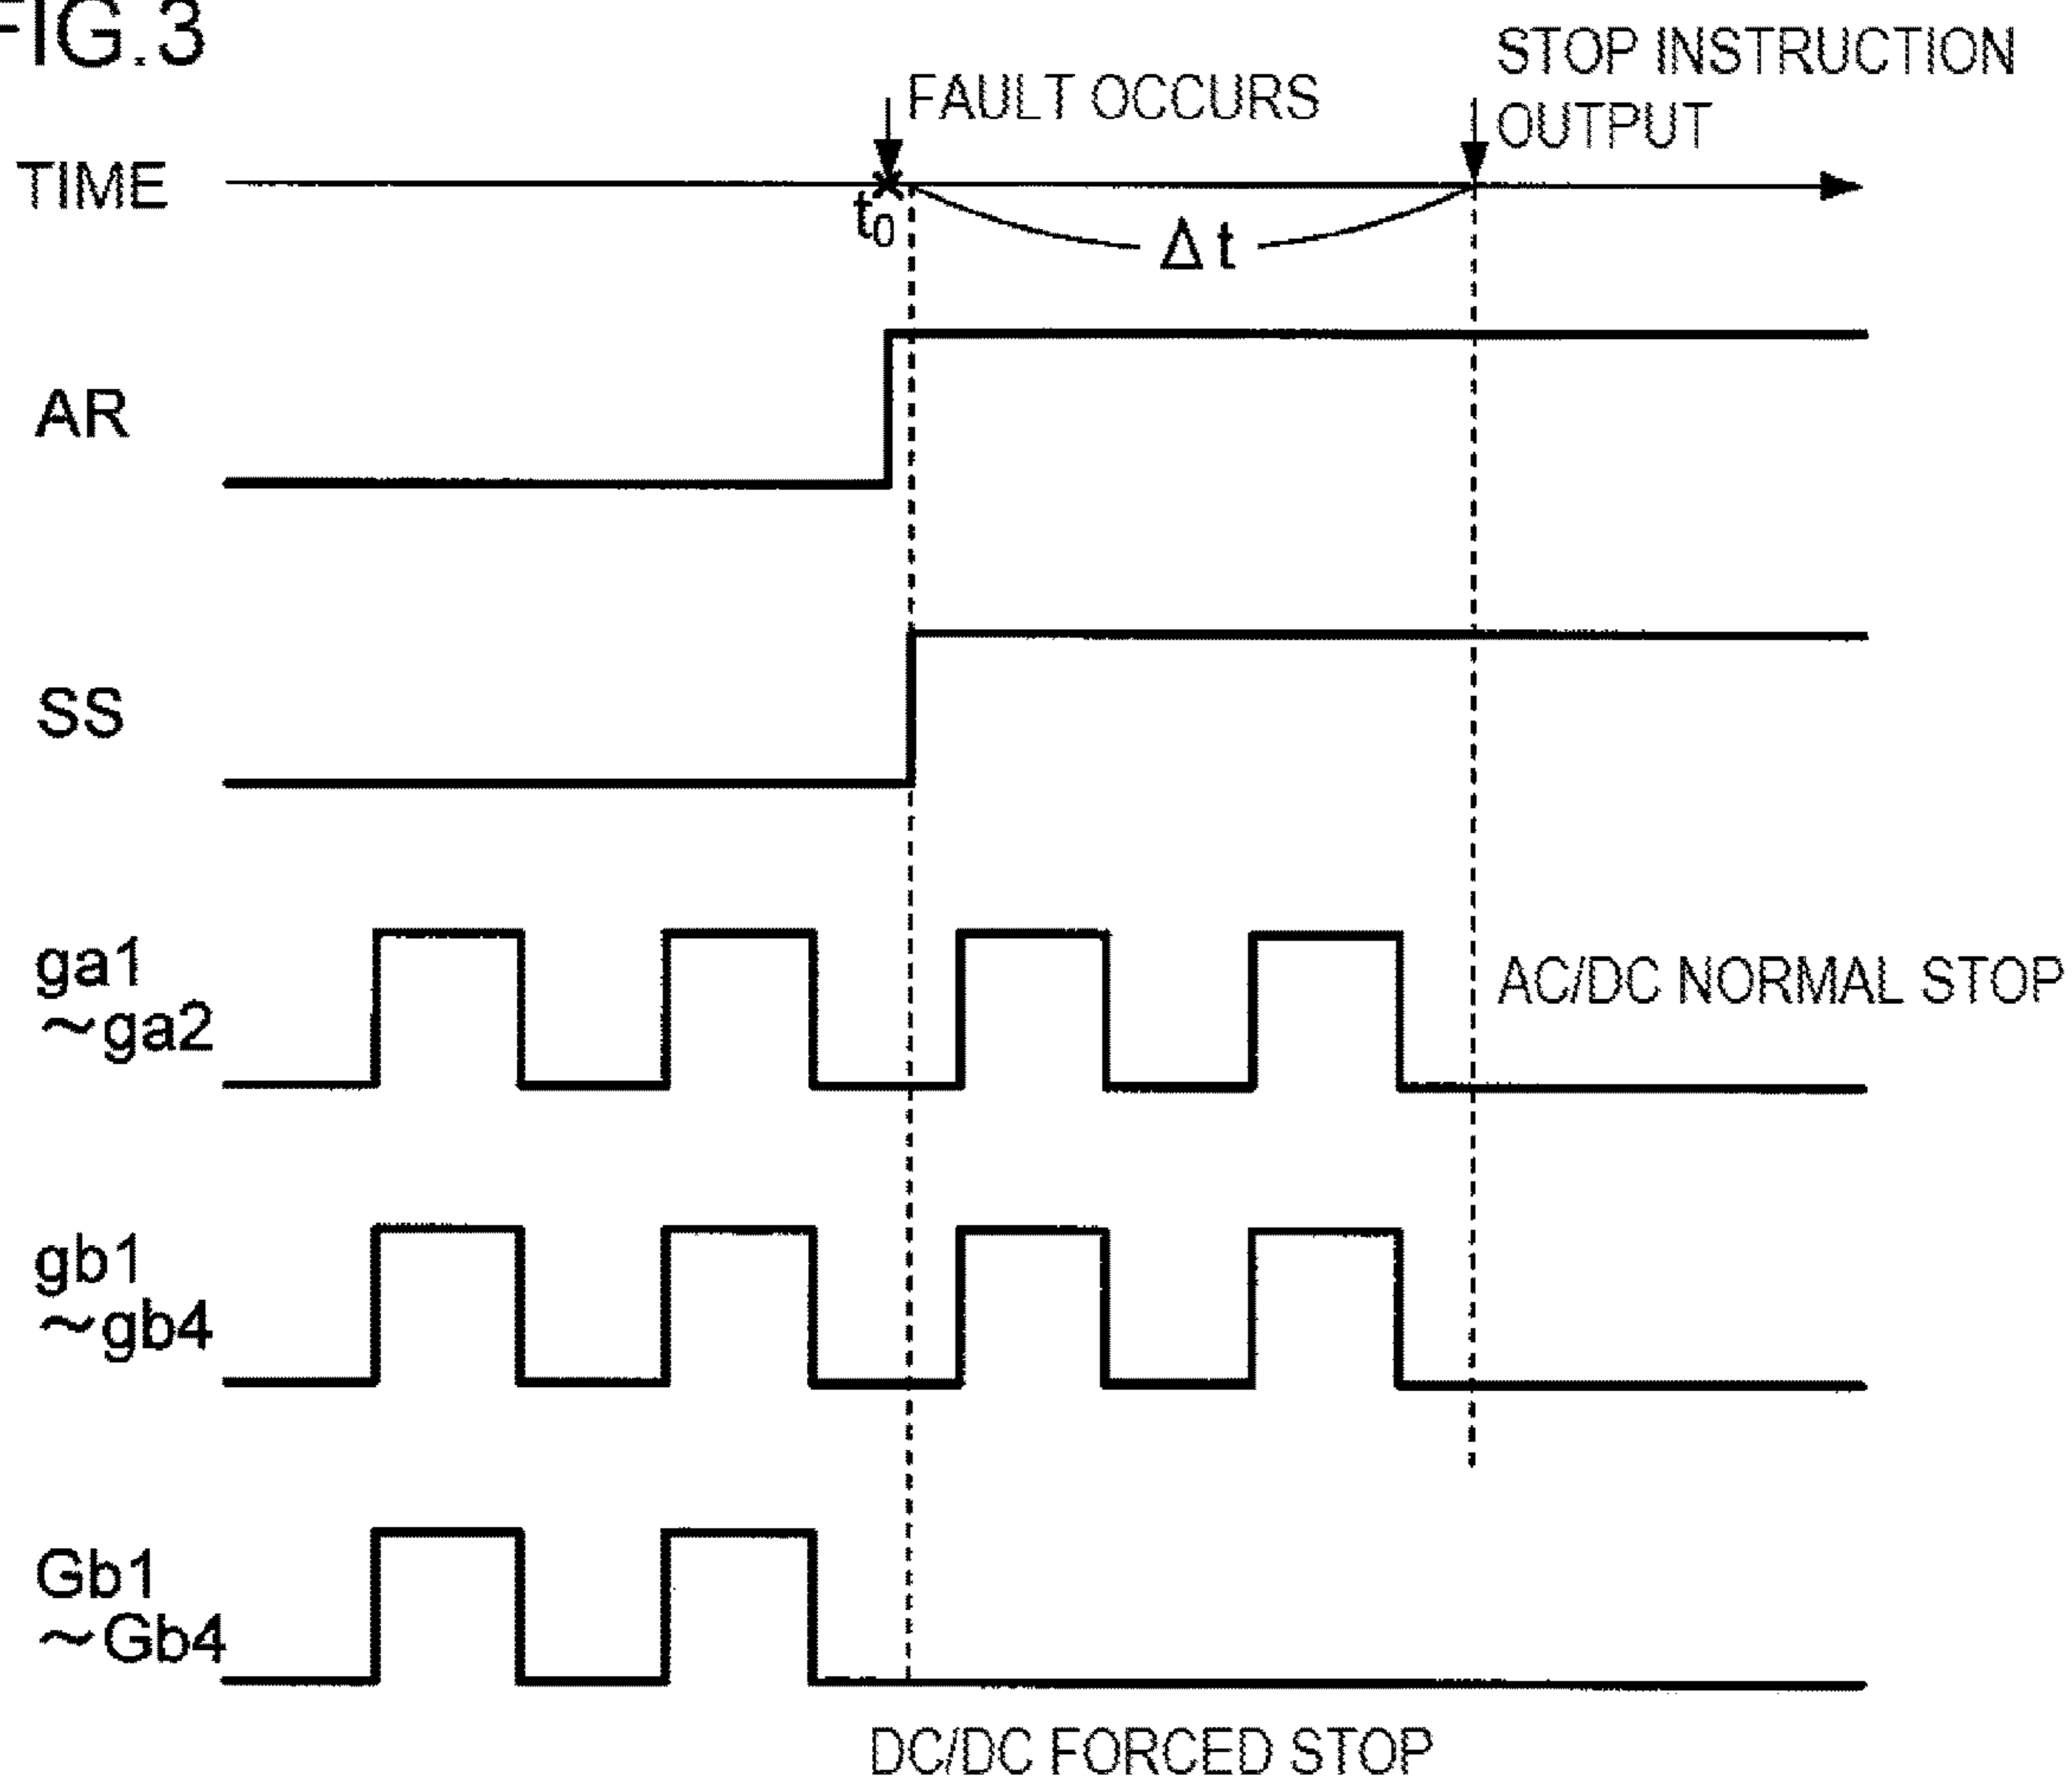 FIG.3
FAULT OCCURS
STOP INSTRUCTION
OUTPUT
TIME
t0
Δt
AR
SS
ga1
~ga2
AC/DC NORMAL STOP
gb1
~gb4
Gb1
~Gb4
DC/DC FORCED STOP